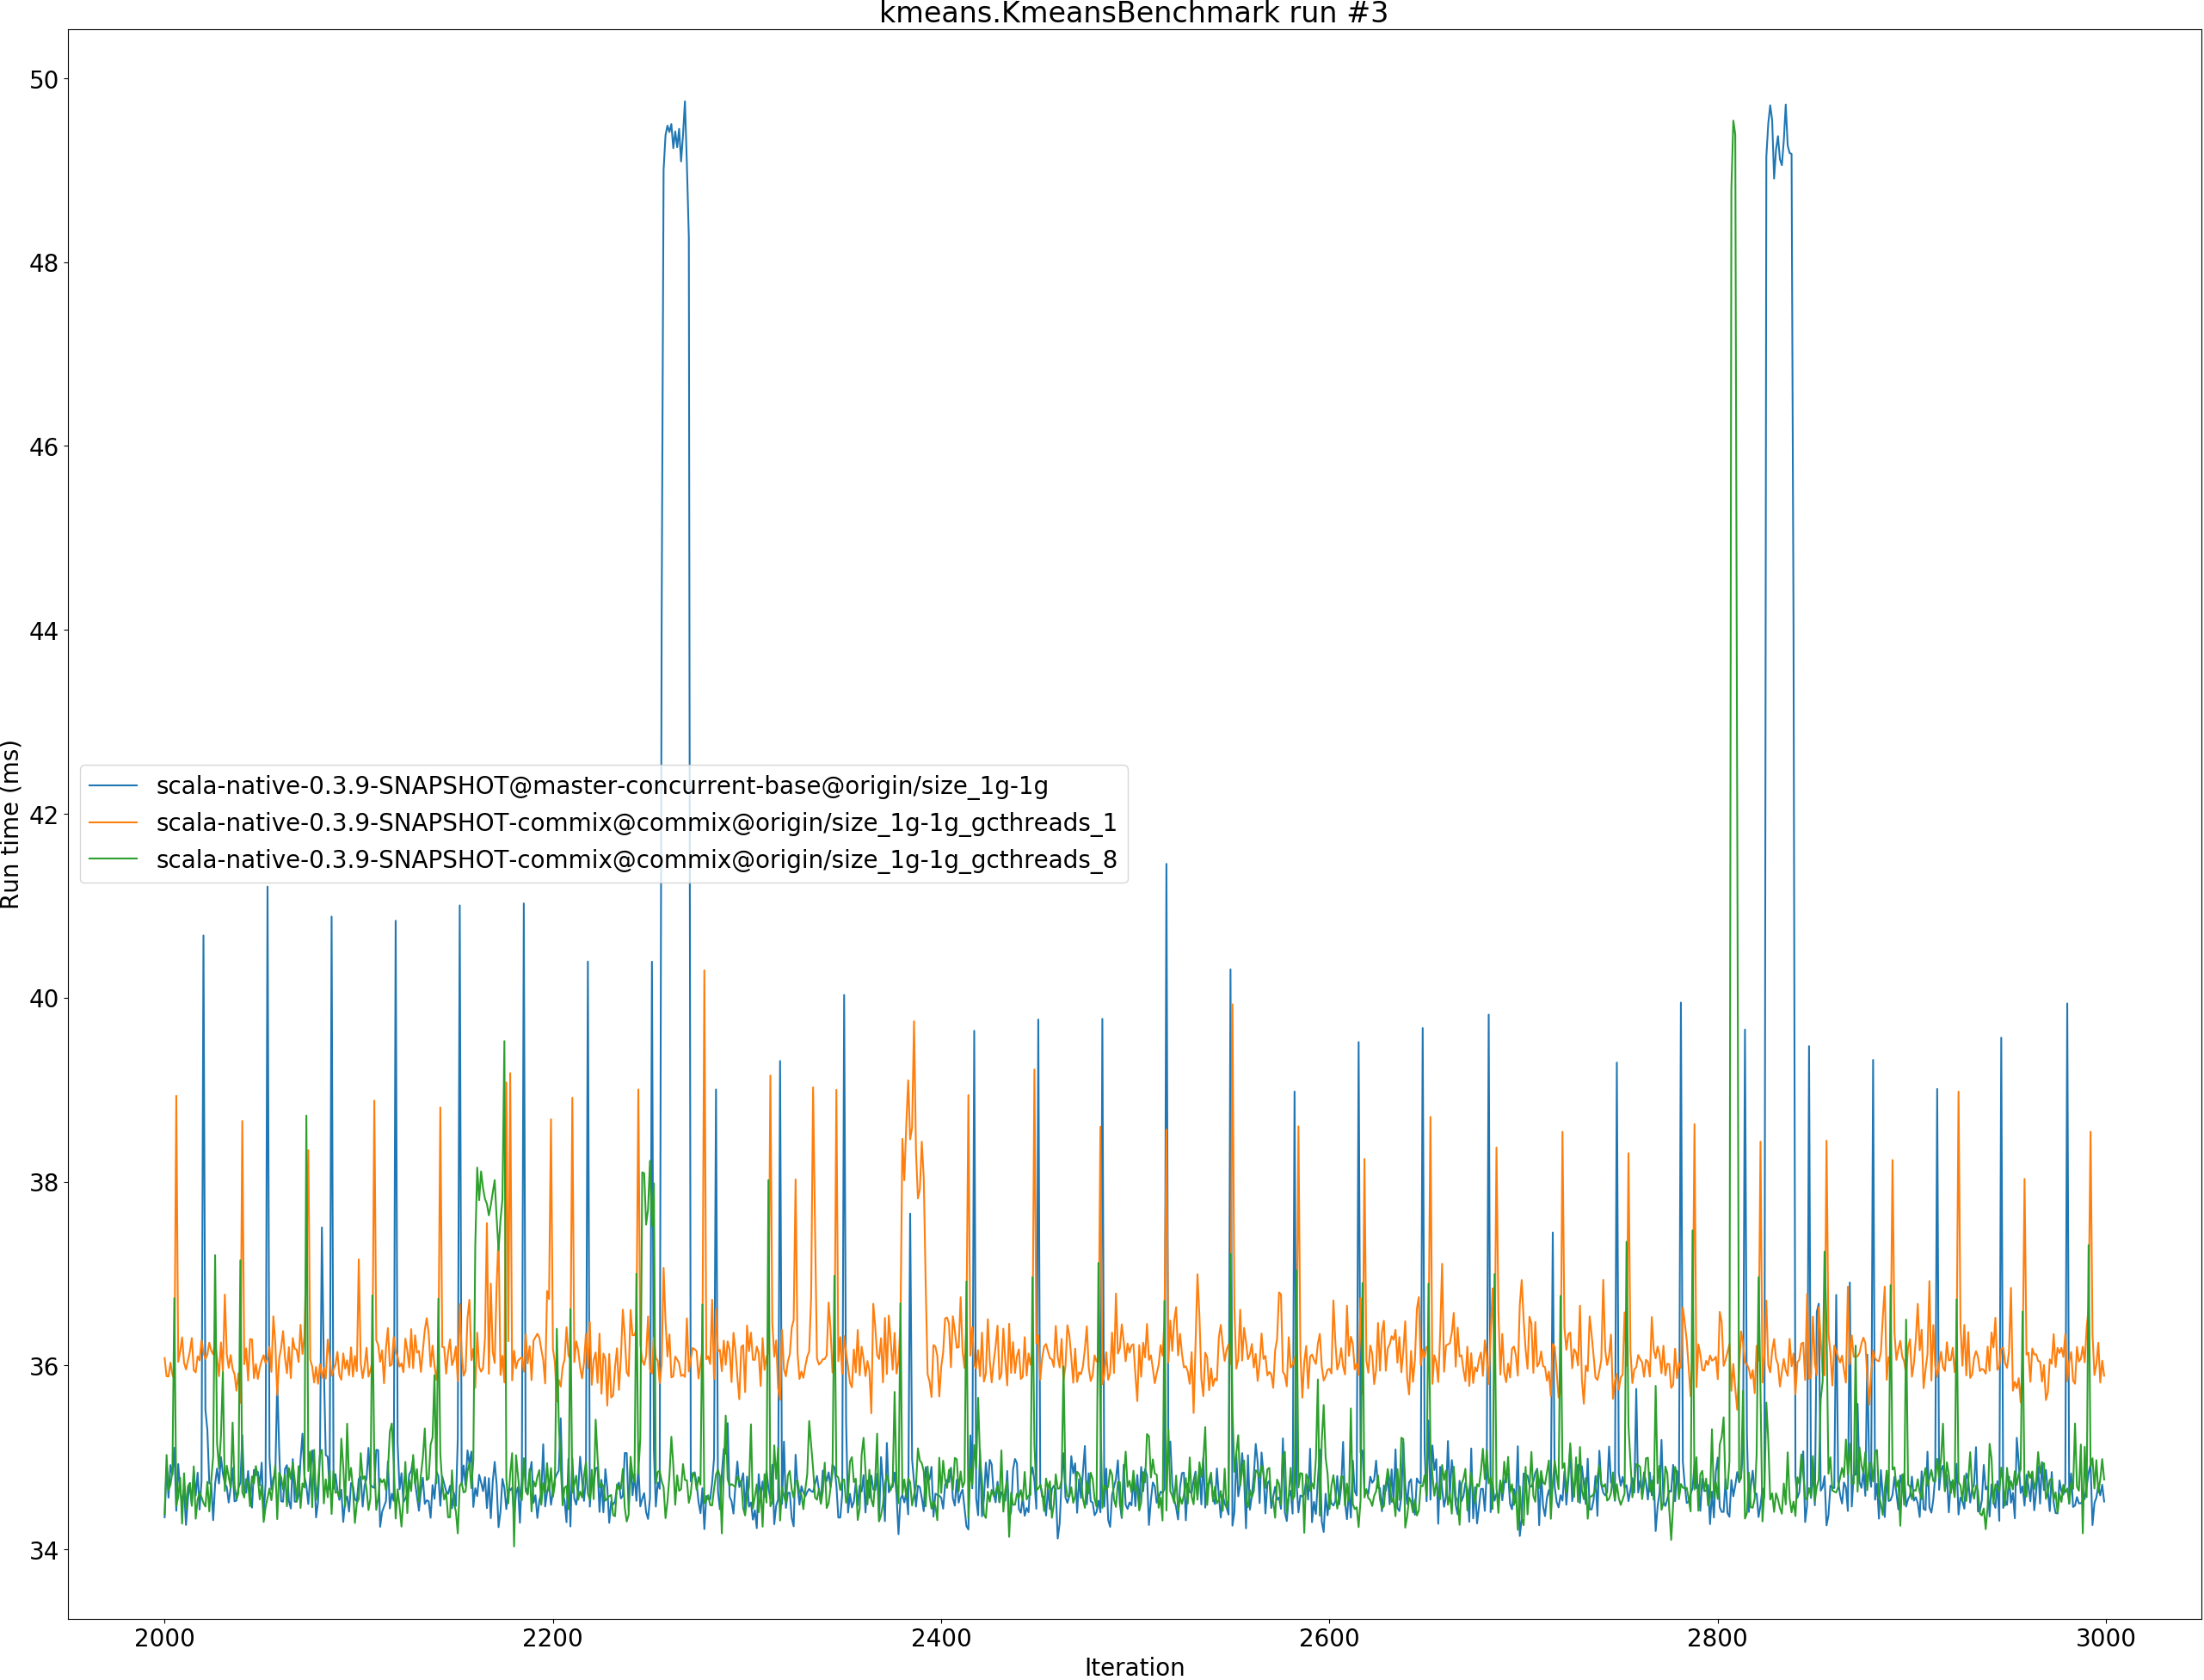 kmeans.KmeansBenchmark run #3
50
48
46
44
42
40
38
36
34
Run time (ms)
scala-native-0.3.9-SNAPSHOT@master-concurrent-base@origin/size_1g-1g
scala-native-0.3.9-SNAPSHOT-commix@commix@origin/size_1g-1g_gcthreads_1
scala-native-0.3.9-SNAPSHOT-commix@commix@origin/size_1g-1g_gcthreads_8
2000 2200 2400 2600 2800 3000
Iteration